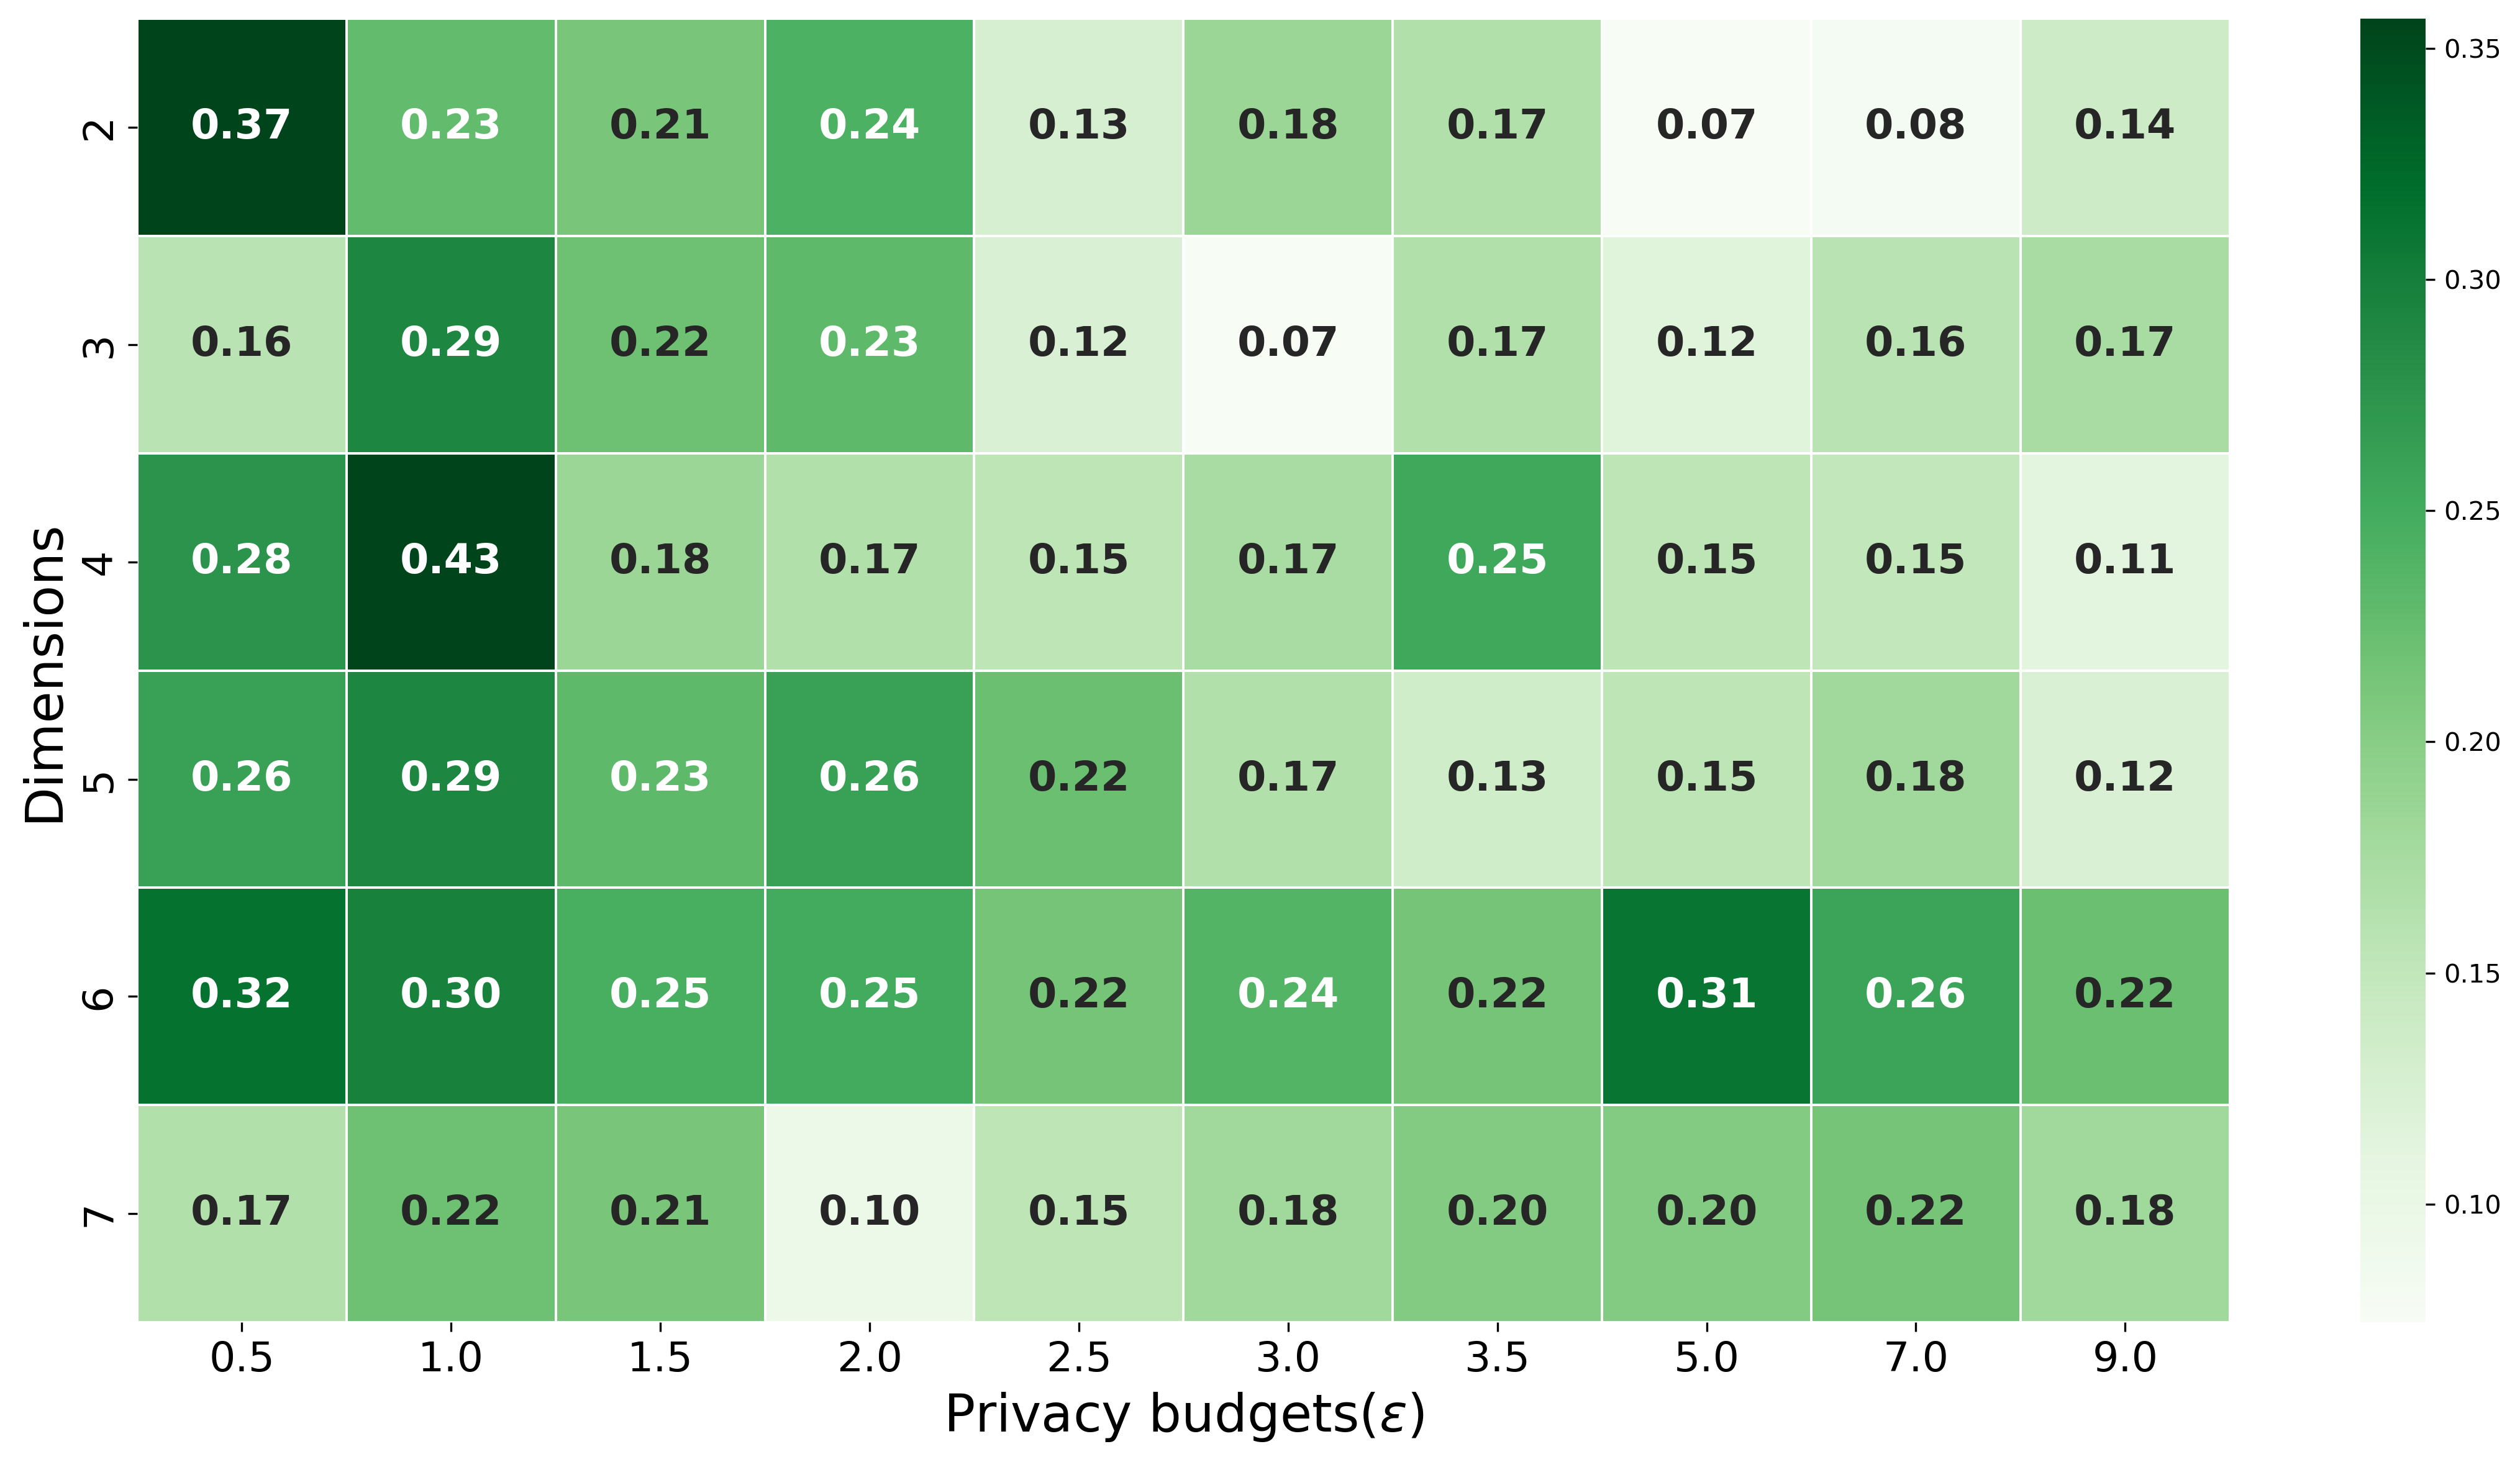 2 0.37 0.23 0.21 0.24 0.13 0.18 0.17 0.07 0.08 0.14
3 0.16 0.29 0.22 0.23 0.12 0.07 0.17 0.12 0.16 0.17
4 0.28 0.43 0.18 0.17 0.15 0.17 0.25 0.15 0.15 0.11
5 0.26 0.29 0.23 0.26 0.22 0.17 0.13 0.15 0.18 0.12
6 0.32 0.30 0.25 0.25 0.22 0.24 0.22 0.31 0.26 0.22
7 0.17 0.22 0.21 0.10 0.15 0.18 0.20 0.20 0.22 0.18
0.5 1.0 1.5 2.0 2.5 3.0 3.5 5.0 7.0 9.0
Privacy budgets(ε)
Dimensions
0.35
0.30
0.25
0.20
0.15
0.10